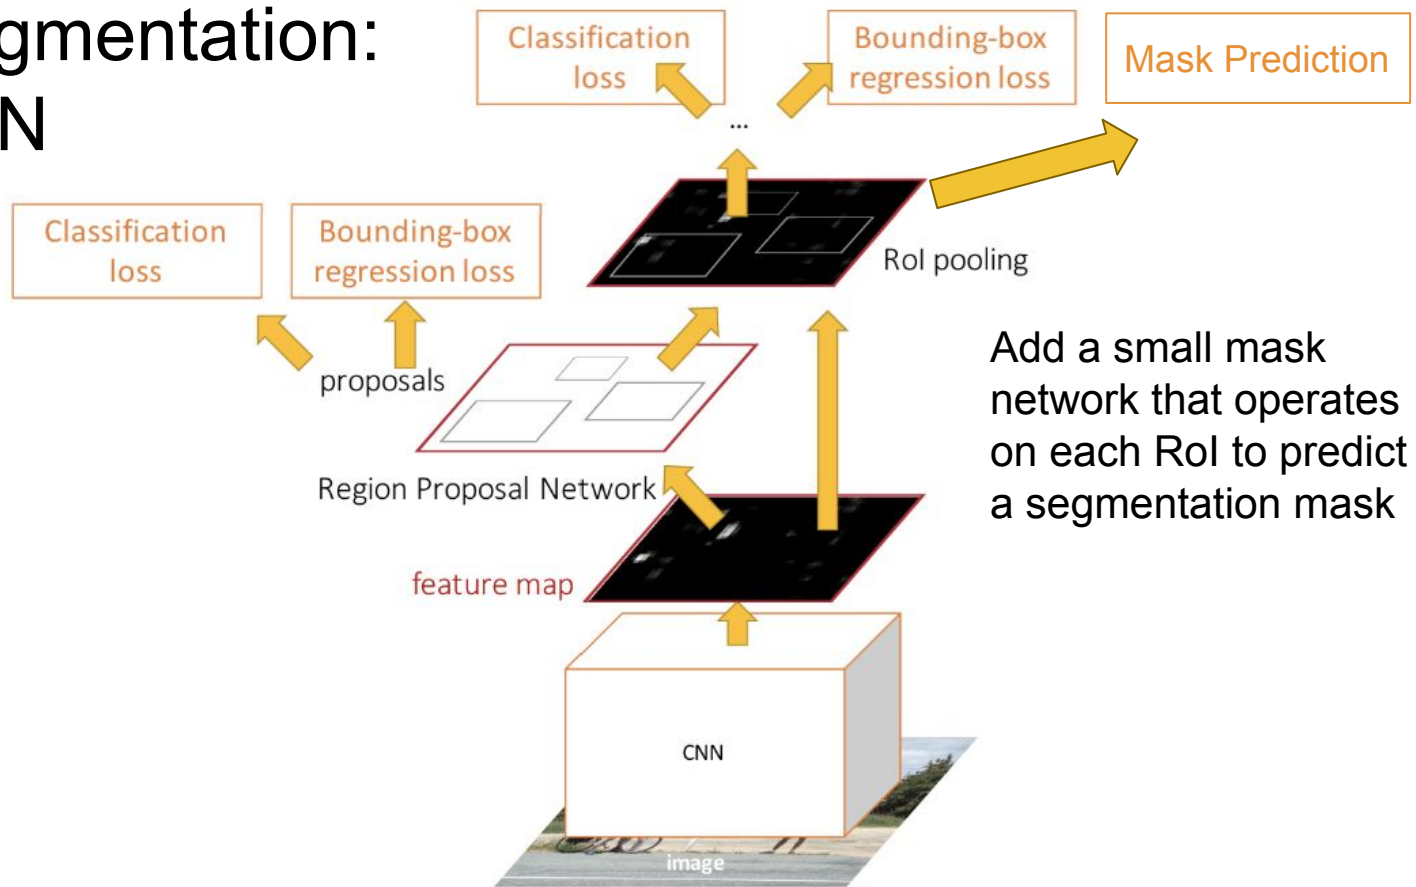 gmentation:
N
Classification
loss
Bounding-box
regression loss
Mask Prediction
...
Classification
loss
Bounding-box
regression loss
RoI pooling
proposals
Add a small mask
network that operates
on each RoI to predict
a segmentation mask
Region Proposal Network
feature map
CNN
image